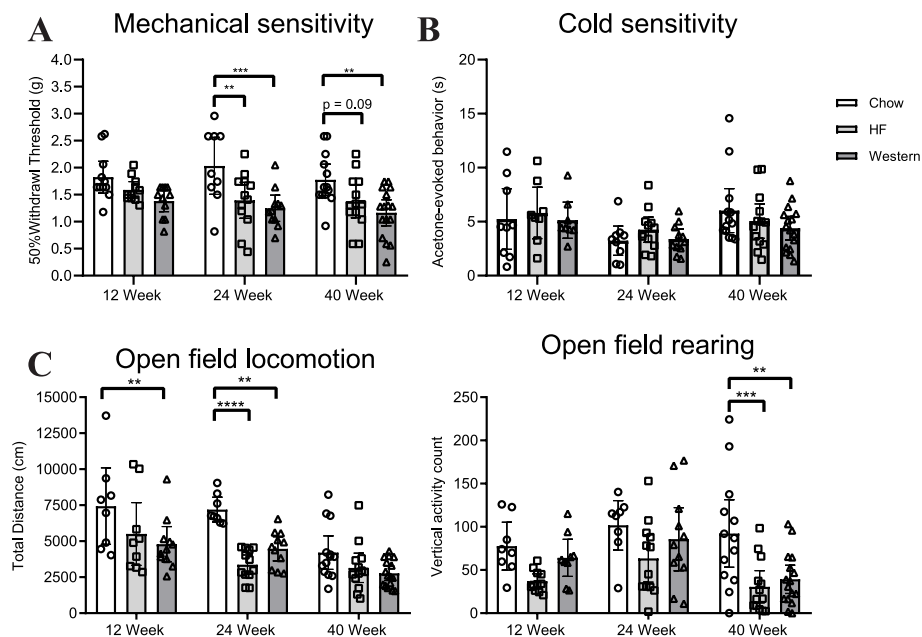 A
Mechanical sensitivity
50%Withdrawl Threshold (g)
4.0
3.5
3.0
2.5
2.0
1.5
1.0
0.5
0.0
***
**
**
p = 0.09
12 Week
24 Week
40 Week
B
Cold sensitivity
Acetone-evoked behavior (s)
20
15
10
5
0
12 Week
24 Week
40 Week
Chow
HF
Western
C
Open field locomotion
Total Distance (cm)
15000
12500
10000
7500
5000
2500
0
**
**
****
12 Week
24 Week
40 Week
Open field rearing
Vertical activity count
250
200
150
100
50
0
**
***
12 Week
24 Week
40 Week